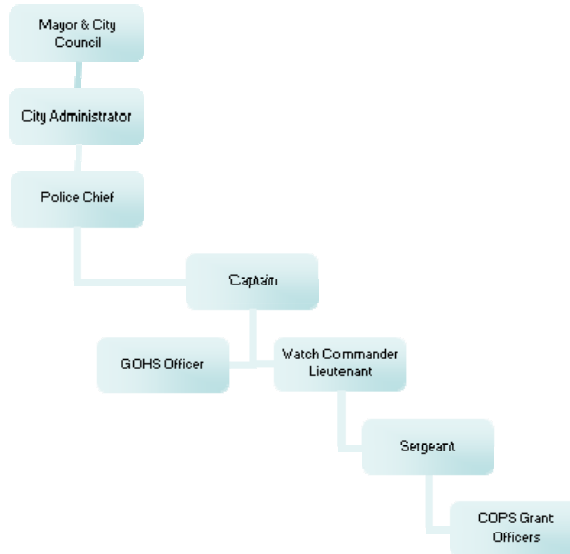 Mayor & City
Council
City Administrator
Police Chief
Captain
GOHS Officer
Watch Commander
Lieutenant
Sergeant
COPS Grant
Officers